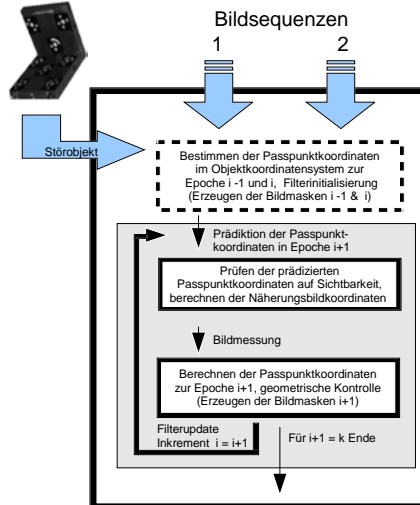 Bildsequenzen
1 2
Störobjekt
Bestimmen der Passpunktkoordinaten
im Objektkoordinatensystem zur
Epoche i -1 und i, Filterinitialisierung
(Erzeugen der Bildmasken i -1 & i)
Prädiktion der Passpunkt-
koordinaten in Epoche i+1
Prüfen der prädizierten
Passpunktkoordinaten auf Sichtbarkeit,
berechnen der Näherungsbildkoordinaten
Bildmessung
Berechnen der Passpunktkoordinaten
zur Epoche i+1, geometrische Kontrolle
(Erzeugen der Bildmasken i+1)
Filterupdate
Inkrement i = i+1
Für i+1 = k Ende